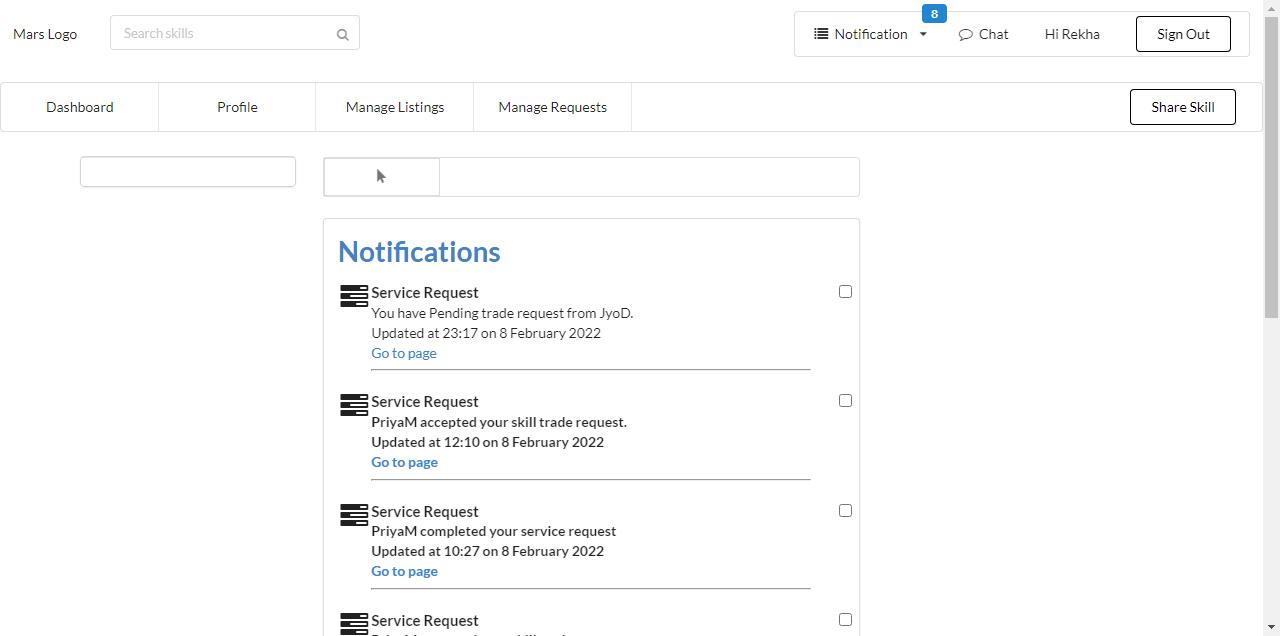 Mars Logo
Search skills
8
Notification
Chat
Hi Rekha
Sign Out
Dashboard
Profile
Manage Listings
Manage Requests
Share Skill
Notifications
Service Request
You have Pending trade request from JyoD.
Updated at 23:17 on 8 February 2022
Go to page
Service Request
PriyaM accepted your skill trade request.
Updated at 12:10 on 8 February 2022
Go to page
Service Request
PriyaM completed your service request
Updated at 10:27 on 8 February 2022
Go to page
Service Request